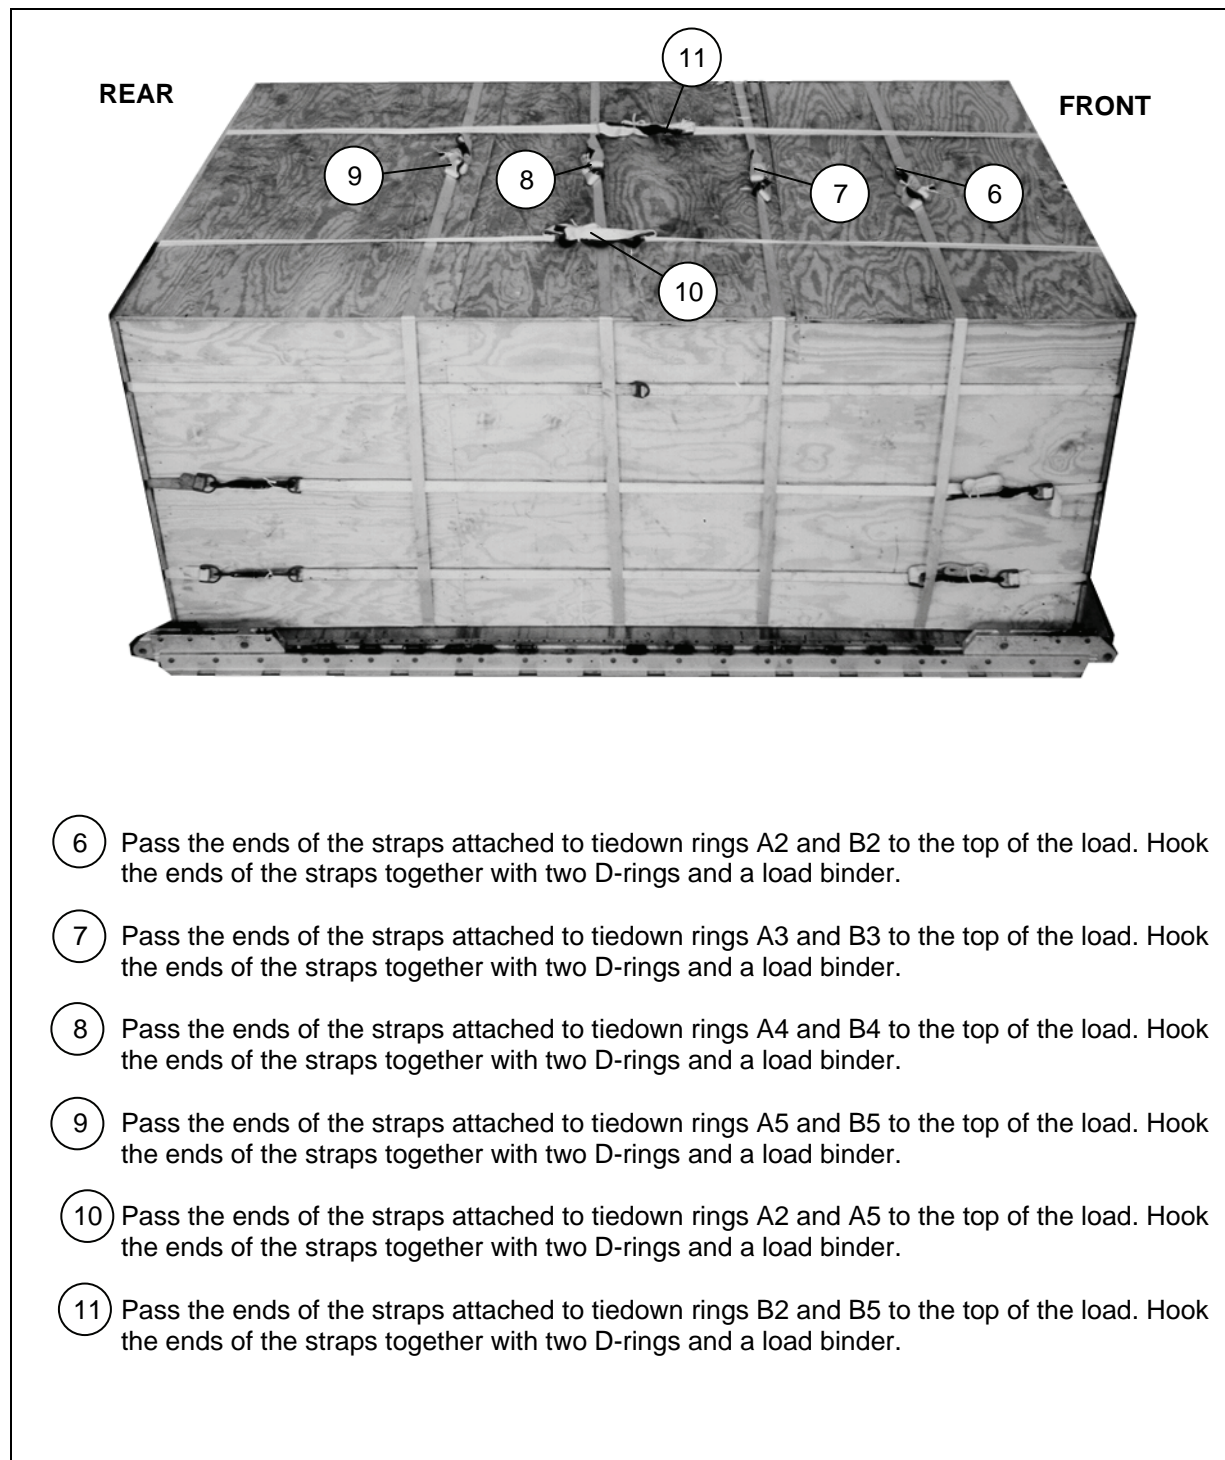 11
REAR
FRONT
9
8
7
6
10
6 Pass the ends of the straps attached to tiedown rings A2 and B2 to the top of the load. Hook
the ends of the straps together with two D-rings and a load binder.
7 Pass the ends of the straps attached to tiedown rings A3 and B3 to the top of the load. Hook
the ends of the straps together with two D-rings and a load binder.
8 Pass the ends of the straps attached to tiedown rings A4 and B4 to the top of the load. Hook
the ends of the straps together with two D-rings and a load binder.
9 Pass the ends of the straps attached to tiedown rings A5 and B5 to the top of the load. Hook
the ends of the straps together with two D-rings and a load binder.
10 Pass the ends of the straps attached to tiedown rings A2 and A5 to the top of the load. Hook
the ends of the straps together with two D-rings and a load binder.
11 Pass the ends of the straps attached to tiedown rings B2 and B5 to the top of the load. Hook
the ends of the straps together with two D-rings and a load binder.